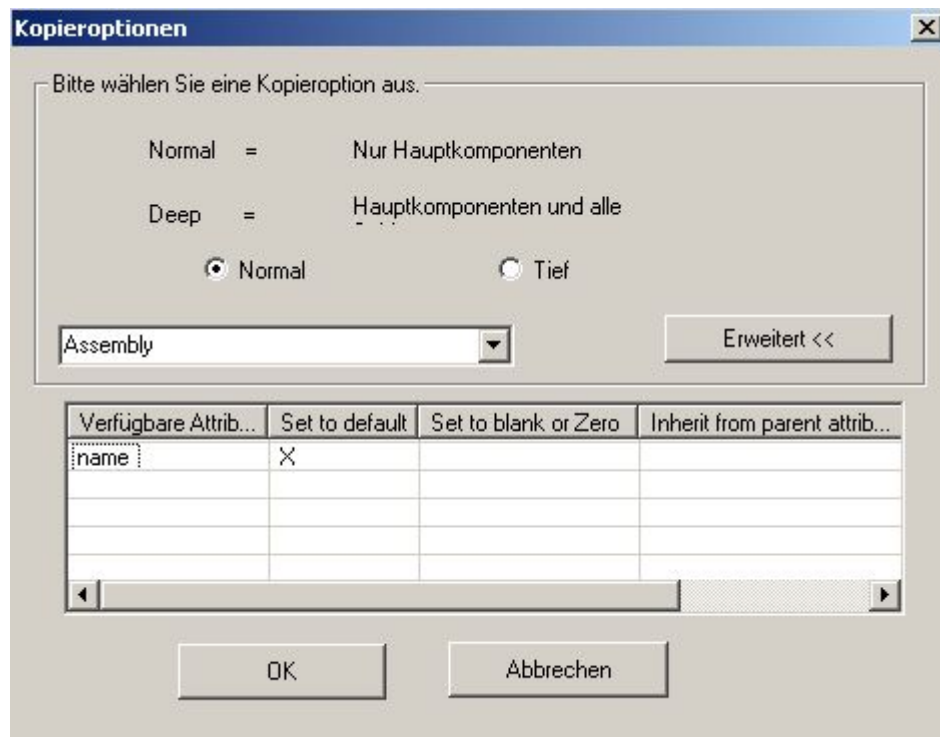 Kopieroptionen
Bitte wählen Sie eine Kopieroption aus.
Normal = Nur Hauptkomponenten
Deep = Hauptkomponenten und alle
Normal Tief
Assembly Erweitert <<
Verfügbare Attrib... Set to default Set to blank or Zero Inherit from parent attrib...
name X
OK Abbrechen